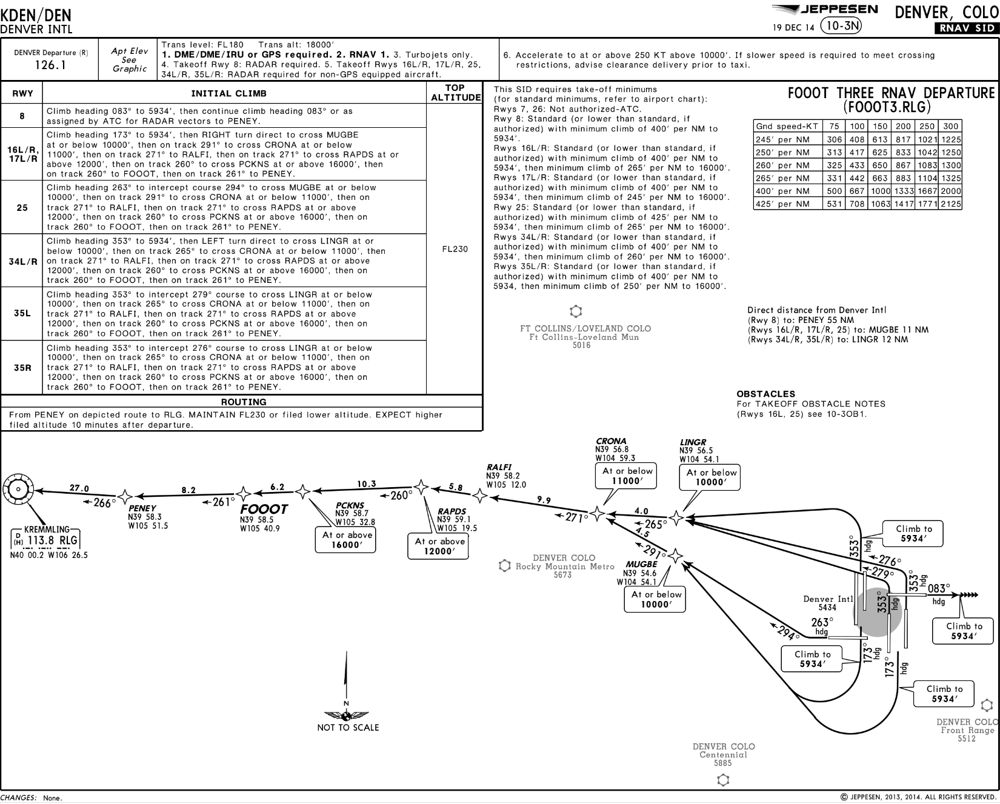 KDEN/DEN
DENVER INTL
JEPPESEN
19 DEC 14 10-3N
DENVER, COLO
RNAV SID
DENVER Departure (R)
126.1
Apt Elev
See
Graphic
Trans level: FL180 Trans alt: 18000′
1. DME/DME/IRU or GPS required. 2. RNAV 1. 3. Turbojets only.
4. Takeoff Rwy 8: RADAR required. 5. Takeoff Rwys 16L/R, 17L/R, 25,
34L/R, 35L/R: RADAR required for non-GPS equipped aircraft.
6. Accelerate to at or above 250 KT above 10000′. If slower speed is required to meet crossing
restrictions, advise clearance delivery prior to taxi.
RWY INITIAL CLIMB TOP
ALTITUDE
8
Climb heading 083° to 5934′, then continue climb heading 083° or as
assigned by ATC for RADAR vectors to PENEY.
16L/R,
17L/R
Climb heading 173° to 5934′, then RIGHT turn direct to cross MUGBE
at or below 10000′, then on track 291° to cross CRONA at or below
11000′, then on track 271° to RALFI, then on track 271° to cross RAPDS at or
above 12000′, then on track 260° to cross PCKNS at or above 16000′, then
on track 260° to FOOOT, then on track 261° to PENEY.
25
Climb heading 263° to intercept course 294° to cross MUGBE at or below
10000′, then on track 291° to cross CRONA at or below 11000′, then on
track 271° to RALFI, then on track 271° to cross RAPDS at or above
12000′, then on track 260° to cross PCKNS at or above 16000′, then on
track 260° to FOOOT, then on track 261° to PENEY.
34L/R
Climb heading 353° to 5934′, then LEFT turn direct to cross LINGR at or
below 10000′, then on track 265° to cross CRONA at or below 11000′, then
on track 271° to RALFI, then on track 271° to cross RAPDS at or above
12000′, then on track 260° to cross PCKNS at or above 16000′, then on
track 260° to FOOOT, then on track 261° to PENEY.
35L
Climb heading 353° to intercept 279° course to cross LINGR at or below
10000′, then on track 265° to cross CRONA at or below 11000′, then on
track 271° to RALFI, then on track 271° to cross RAPDS at or above
12000′, then on track 260° to cross PCKNS at or above 16000′, then on
track 260° to FOOOT, then on track 261° to PENEY.
35R
Climb heading 353° to intercept 276° course to cross LINGR at or below
10000′, then on track 265° to cross CRONA at or below 11000′, then on
track 271° to RALFI, then on track 271° to cross RAPDS at or above
12000′, then on track 260° to cross PCKNS at or above 16000′, then on
track 260° to FOOOT, then on track 261° to PENEY.
FL230
ROUTING
From PENEY on depicted route to RLG. MAINTAIN FL230 or filed lower altitude. EXPECT higher
filed altitude 10 minutes after departure.
This SID requires take-off minimums
(for standard minimums, refer to airport chart):
Rwys 7, 26: Not authorized-ATC.
Rwy 8: Standard (or lower than standard, if
authorized) with minimum climb of 400′ per NM to
5934′.
Rwys 16L/R: Standard (or lower than standard, if
authorized) with minimum climb of 400′ per NM to
5934′, then minimum climb of 265′ per NM to 16000′.
Rwys 17L/R: Standard (or lower than standard, if
authorized) with minimum climb of 400′ per NM to
5934′, then minimum climb of 245′ per NM to 16000′.
Rwy 25: Standard (or lower than standard, if
authorized) with minimum climb of 425′ per NM to
5934′, then minimum climb of 265′ per NM to 16000′.
Rwys 34L/R: Standard (or lower than standard, if
authorized) with minimum climb of 400′ per NM to
5934′, then minimum climb of 260′ per NM to 16000′.
Rwys 35L/R: Standard (or lower than standard, if
authorized) with minimum climb of 400′ per NM to
5934, then minimum climb of 250′ per NM to 16000′.
FOOOT THREE RNAV DEPARTURE
(FOOOT3.RLG)
Gnd speed-KT 75 100 150 200 250 300
245′ per NM 306 408 613 817 1021 1225
250′ per NM 313 417 625 833 1042 1250
260′ per NM 325 433 650 867 1083 1300
265′ per NM 331 442 663 883 1104 1325
400′ per NM 500 667 1000 1333 1667 2000
425′ per NM 531 708 1063 1417 1771 2125
Direct distance from Denver Intl
(Rwy 8) to: PENEY 55 NM
(Rwys 16L/R, 17L/R, 25) to: MUGBE 11 NM
(Rwys 34L/R, 35L/R) to: LINGR 12 NM
FT COLLINS/LOVELAND COLO
Ft Collins-Loveland Mun
5016
OBSTACLES
For TAKEOFF OBSTACLE NOTES
(Rwys 16L, 25) see 10-3OB1.
CRONA
N39 56.8
W104 59.3
At or below
11000′
LINGR
N39 56.5
W104 54.1
At or below
10000′
RALFI
N39 58.2
W105 12.0
27.0
266°
8.2
261°
6.2
10.3
260°
5.8
9.9
271°
4.0
265°
4.5
291°
PENEY
N39 58.3
W105 51.5
FOOOT
N39 58.5
W105 40.9
PCKNS
N39 58.7
W105 32.8
At or above
16000′
RAPDS
N39 59.1
W105 19.5
At or above
12000′
KREMMLING
D
(H) 113.8 RLG
N40 00.2 W106 26.5
DENVER COLO
Rocky Mountain Metro
5673
MUGBE
N39 54.6
W104 54.1
At or below
10000′
Climb to
5934′
353°
hdg
276°
279°
353°
hdg
353°
hdg
083°
hdg
Climb to
5934′
Denver Intl
5434
263°
hdg
294°
Climb to
5934′
173°
hdg
173°
hdg
Climb to
5934′
DENVER COLO
Front Range
5512
DENVER COLO
Centennial
5885
N
NOT TO SCALE
CHANGES: None.
© JEPPESEN, 2013, 2014. ALL RIGHTS RESERVED.